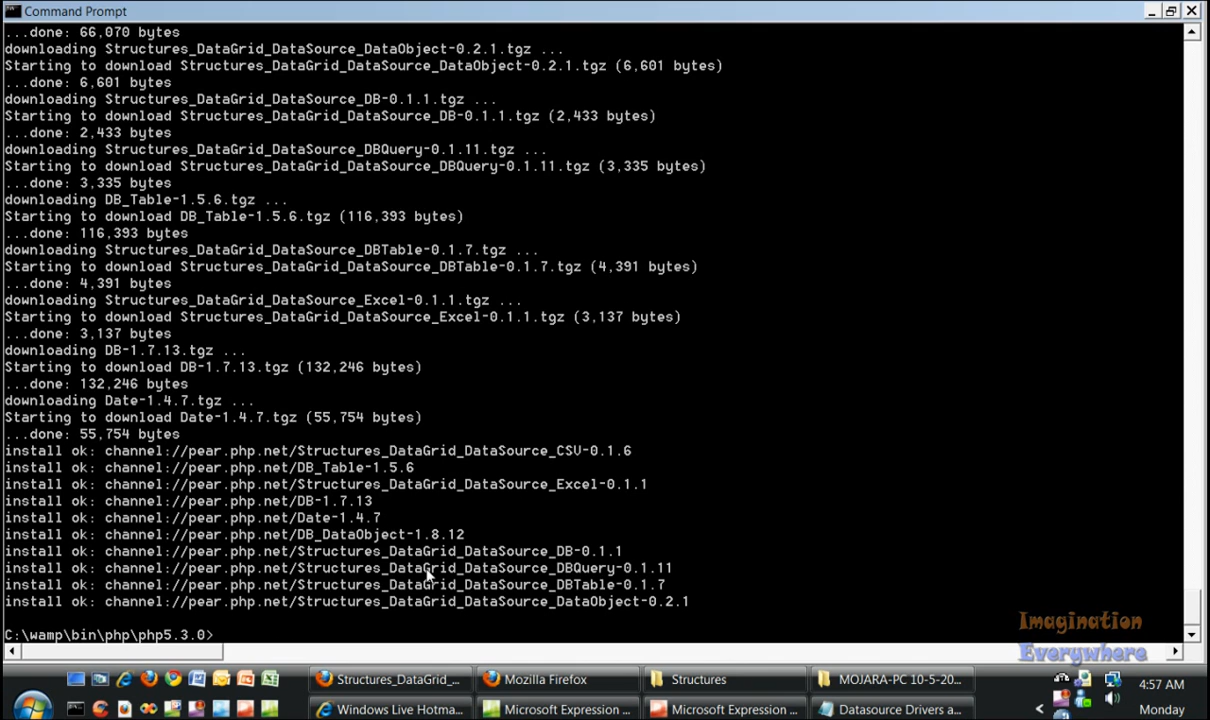 Command Prompt
...done: 66,070 bytes
downloading Structures_DataGrid_DataSource_DataObject-0.2.1.tgz ...
Starting to download Structures_DataGrid_DataSource_DataObject-0.2.1.tgz (6,601 bytes)
...done: 6,601 bytes
downloading Structures_DataGrid_DataSource_DB-0.1.1.tgz ...
Starting to download Structures_DataGrid_DataSource_DB-0.1.1.tgz (2,433 bytes)
...done: 2,433 bytes
downloading Structures_DataGrid_DataSource_DBQuery-0.1.11.tgz ...
Starting to download Structures_DataGrid_DataSource_DBQuery-0.1.11.tgz (3,335 bytes)
...done: 3,335 bytes
downloading DB_Table-1.5.6.tgz ...
Starting to download DB_Table-1.5.6.tgz (116,393 bytes)
...done: 116,393 bytes
downloading Structures_DataGrid_DataSource_DBTable-0.1.7.tgz ...
Starting to download Structures_DataGrid_DataSource_DBTable-0.1.7.tgz (4,391 bytes)
...done: 4,391 bytes
downloading Structures_DataGrid_DataSource_Excel-0.1.1.tgz ...
Starting to download Structures_DataGrid_DataSource_Excel-0.1.1.tgz (3,137 bytes)
...done: 3,137 bytes
downloading DB-1.7.13.tgz ...
Starting to download DB-1.7.13.tgz (132,246 bytes)
...done: 132,246 bytes
downloading Date-1.4.7.tgz ...
Starting to download Date-1.4.7.tgz (55,754 bytes)
...done: 55,754 bytes
install ok: channel://pear.php.net/Structures_DataGrid_DataSource_CSV-0.1.6
install ok: channel://pear.php.net/DB_Table-1.5.6
install ok: channel://pear.php.net/Structures_DataGrid_DataSource_Excel-0.1.1
install ok: channel://pear.php.net/DB-1.7.13
install ok: channel://pear.php.net/Date-1.4.7
install ok: channel://pear.php.net/DB_DataObject-1.8.12
install ok: channel://pear.php.net/Structures_DataGrid_DataSource_DB-0.1.1
install ok: channel://pear.php.net/Structures_DataGrid_DataSource_DBQuery-0.1.11
install ok: channel://pear.php.net/Structures_DataGrid_DataSource_DBTable-0.1.7
install ok: channel://pear.php.net/Structures_DataGrid_DataSource_DataObject-0.2.1
C:\wamp\bin\php\php5.3.0>
Imagination
Everywhere
Structures_DataGrid_... Mozilla Firefox Structures MOJARA-PC 10-5-20... 4:57 AM
Windows Live Hotma... Microsoft Expression ... Microsoft Expression ... Datasource Drivers a... Monday